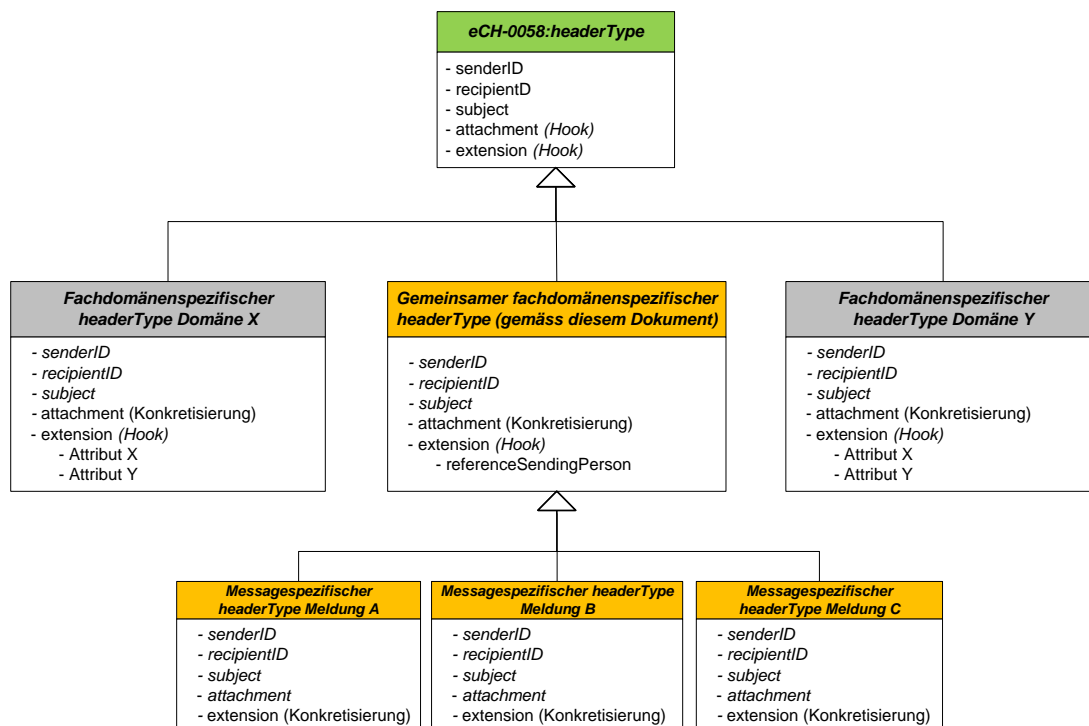 eCH-0058:headerType
- senderID
- recipientD
- subject
- attachment (Hook)
- extension (Hook)
Fachdomänenspezifischer
headerType Domäne X
- senderID
- recipientID
- subject
- attachment (Konkretisierung)
- extension (Hook)
- Attribut X
- Attribut Y
Gemeinsamer fachdomänenspezifischer
headerType (gemäss diesem Dokument)
- senderID
- recipientID
- subject
- attachment (Konkretisierung)
- extension (Hook)
- referenceSendingPerson
Fachdomänenspezifischer
headerType Domäne Y
- senderID
- recipientID
- subject
- attachment (Konkretisierung)
- extension (Hook)
- Attribut X
- Attribut Y
Messagespezifischer
headerType Meldung A
- senderID
- recipientID
- subject
- attachment
- extension (Konkretisierung)
Messagespezifischer headerType
Meldung B
- senderID
- recipientID
- subject
- attachment
- extension (Konkretisierung)
Messagespezifischer
headerType Meldung C
- senderID
- recipientID
- subject
- attachment
- extension (Konkretisierung)